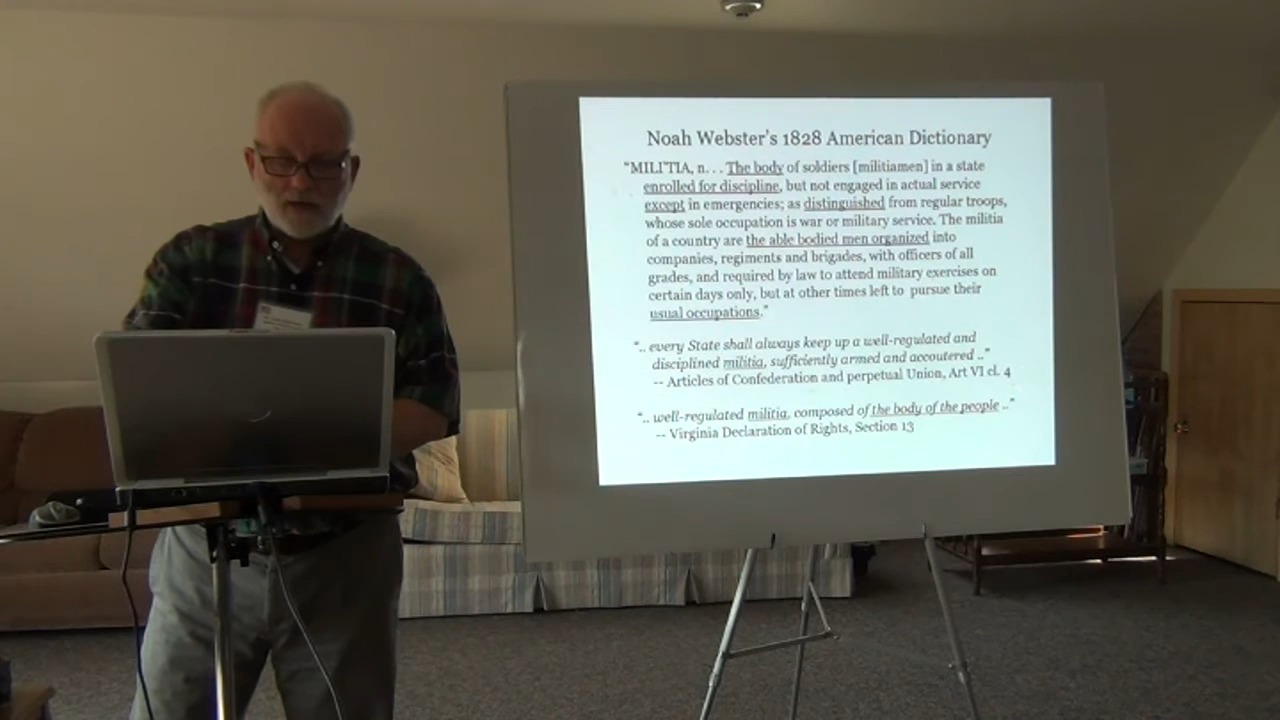 Noah Webster's 1828 American Dictionary
"MILI'TIA, n. . . The body of soldiers [militiamen] in a state
enrolled for discipline, but not engaged in actual service
except in emergencies; as distinguished from regular troops,
whose sole occupation is war or military service. The militia
of a country are the able bodied men organized into
companies, regiments and brigades, with officers of all
grades, and required by law to attend military exercises on
certain days only, but at other times left to pursue their
usual occupations."
".. every State shall always keep up a well-regulated and
disciplined militia, sufficiently armed and accoutered .."
-- Articles of Confederation and perpetual Union, Art VI cl. 4
".. well-regulated militia, composed of the body of the people .."
-- Virginia Declaration of Rights, Section 13